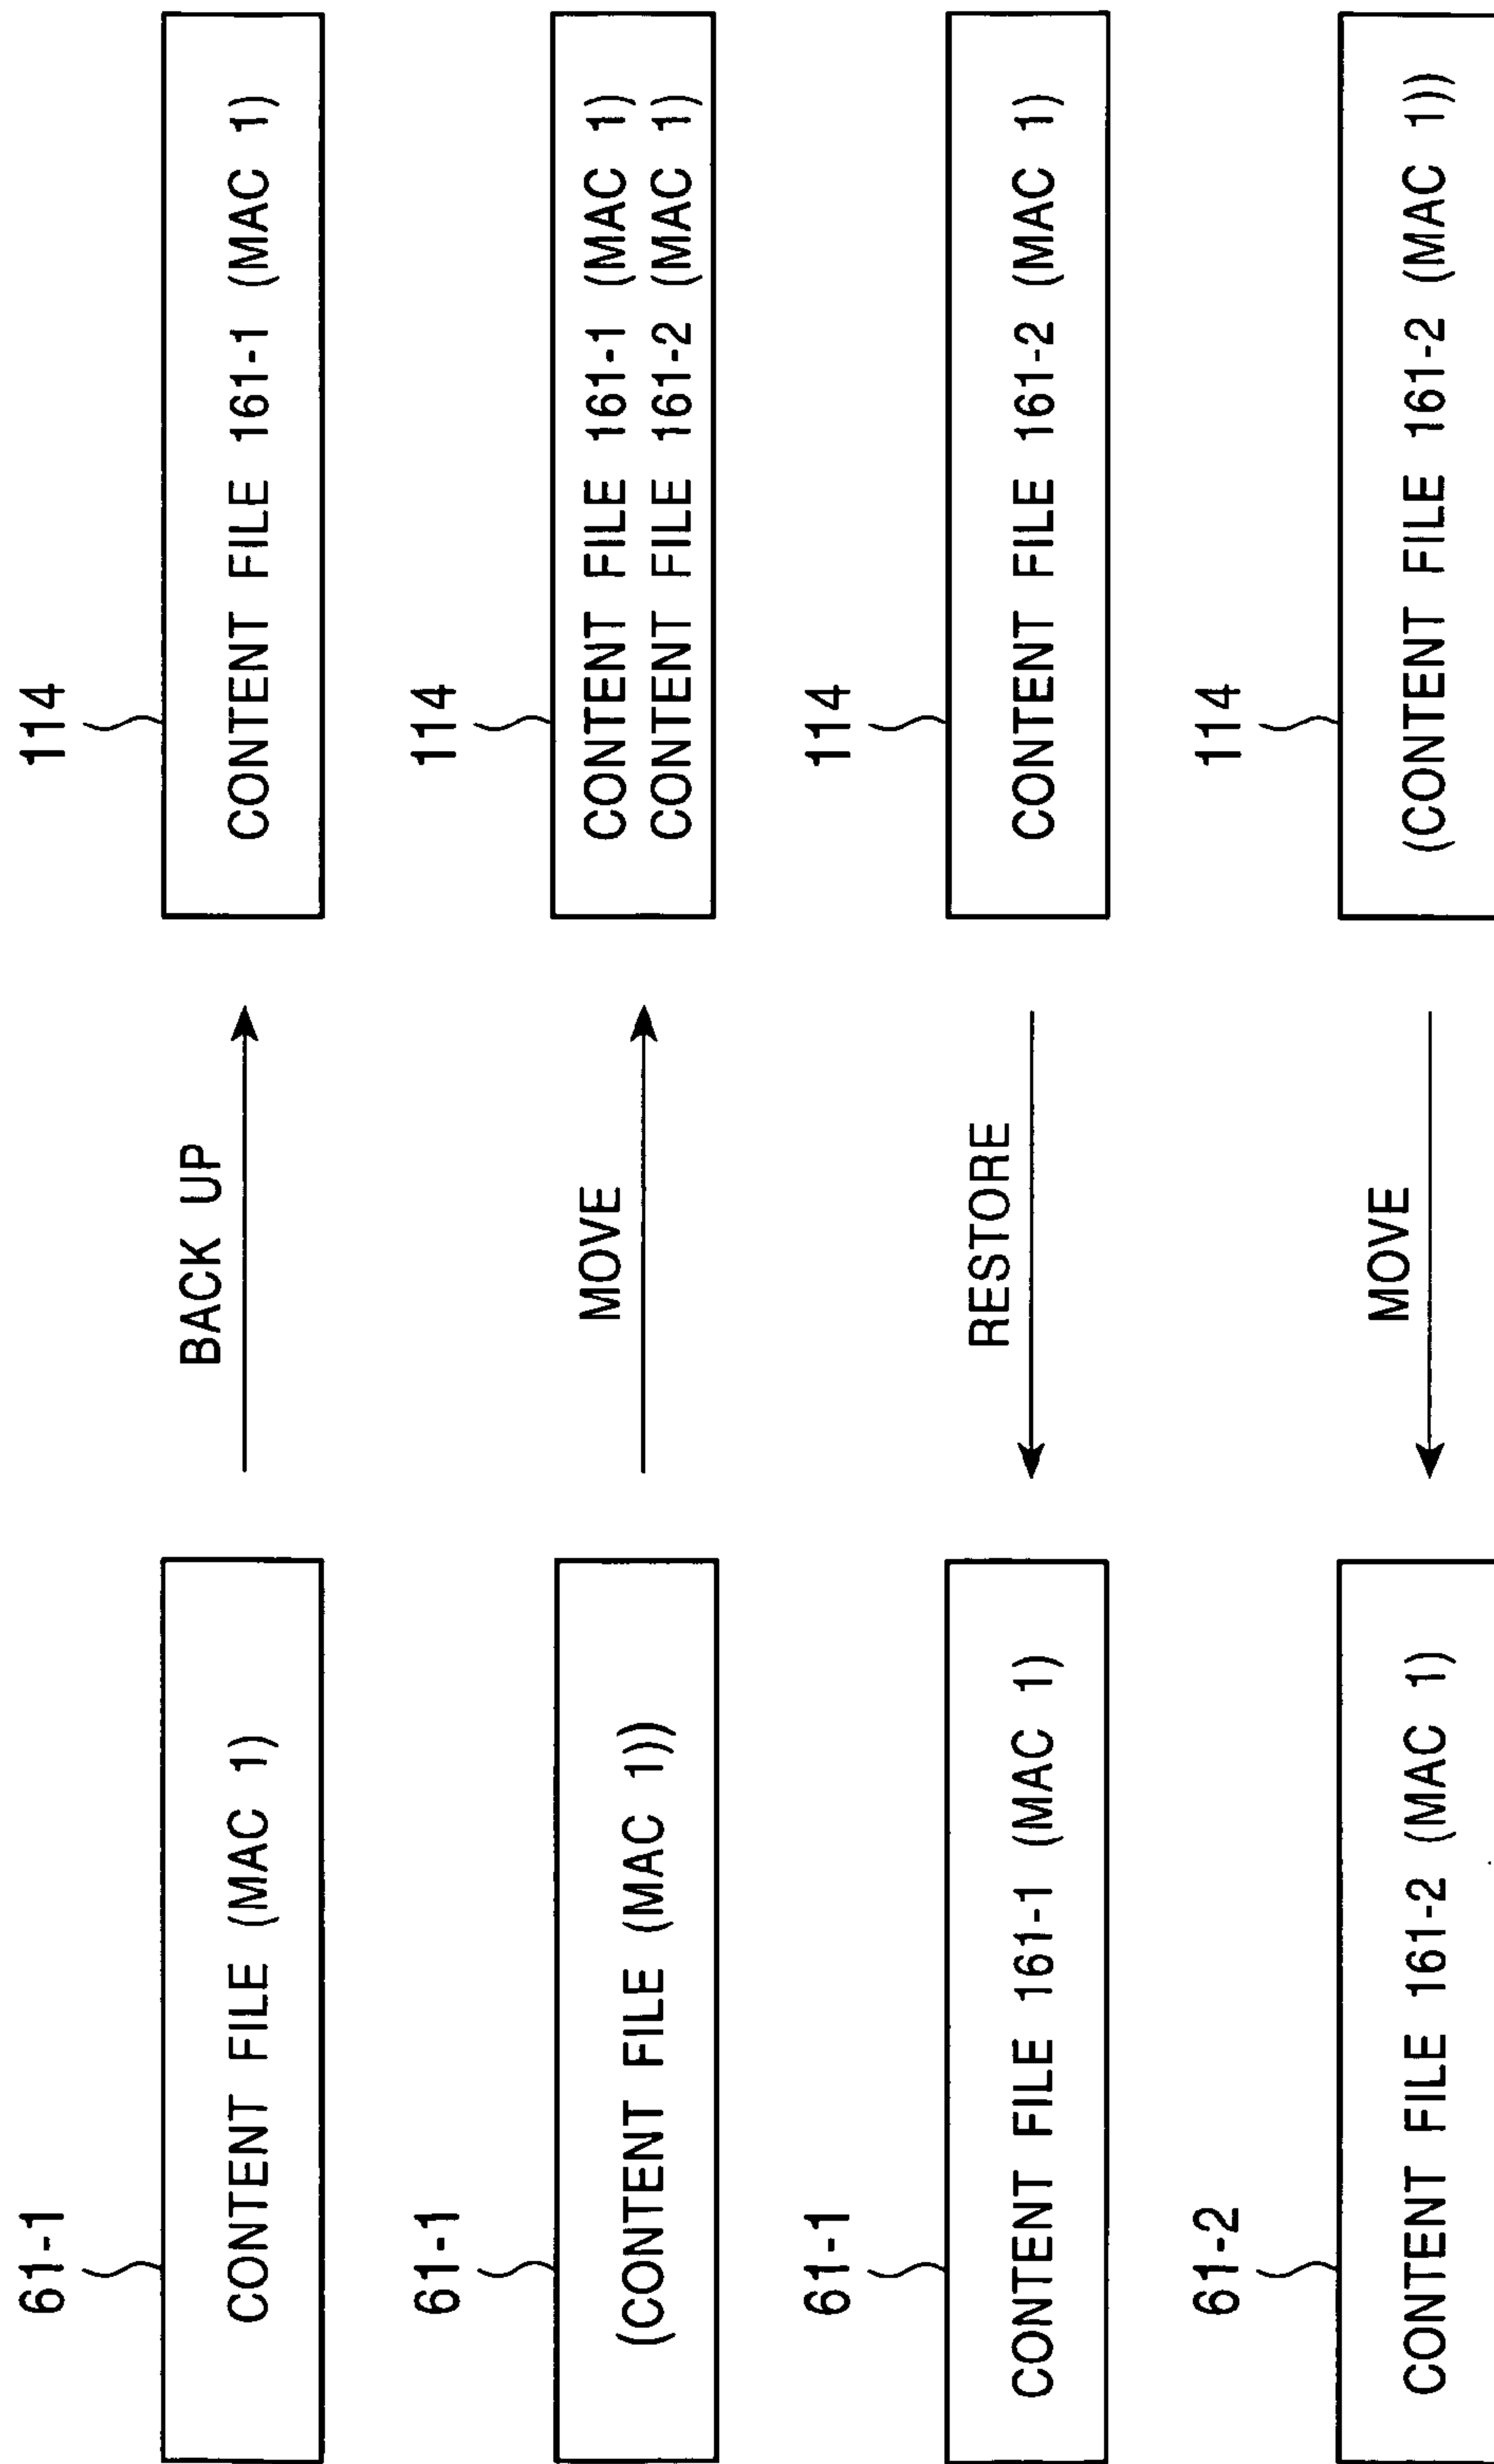 61-1
CONTENT FILE (MAC 1)
BACK UP
114
CONTENT FILE 161-1 (MAC 1)
61-1
(CONTENT FILE (MAC 1))
MOVE
114
CONTENT FILE 161-1 (MAC 1)
CONTENT FILE 161-2 (MAC 1)
61-1
CONTENT FILE 161-1 (MAC 1)
RESTORE
114
CONTENT FILE 161-2 (MAC 1)
61-2
CONTENT FILE 161-2 (MAC 1)
MOVE
114
(CONTENT FILE 161-2 (MAC 1))